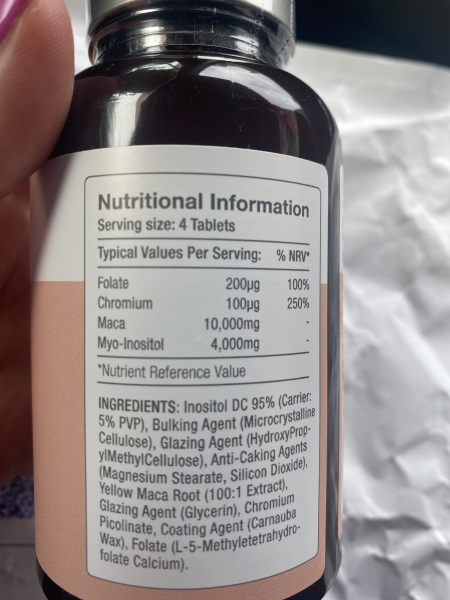 Nutritional Information
Serving size: 4 Tablets
Typical Values Per Serving: % NRV*
Folate 200µg 100%
Chromium 100µg 250%
Maca 10,000mg -
Myo-Inositol 4,000mg -
*Nutrient Reference Value
INGREDIENTS: Inositol DC 95% (Carrier:
5% PVP), Bulking Agent (Microcrystalline
Cellulose), Glazing Agent (HydroxyProp-
ylMethylCellulose), Anti-Caking Agents
(Magnesium Stearate, Silicon Dioxide),
Yellow Maca Root (100:1 Extract),
Glazing Agent (Glycerin), Chromium
Picolinate, Coating Agent (Carnauba
Wax), Folate (L-5-Methyletetrahydro-
folate Calcium).